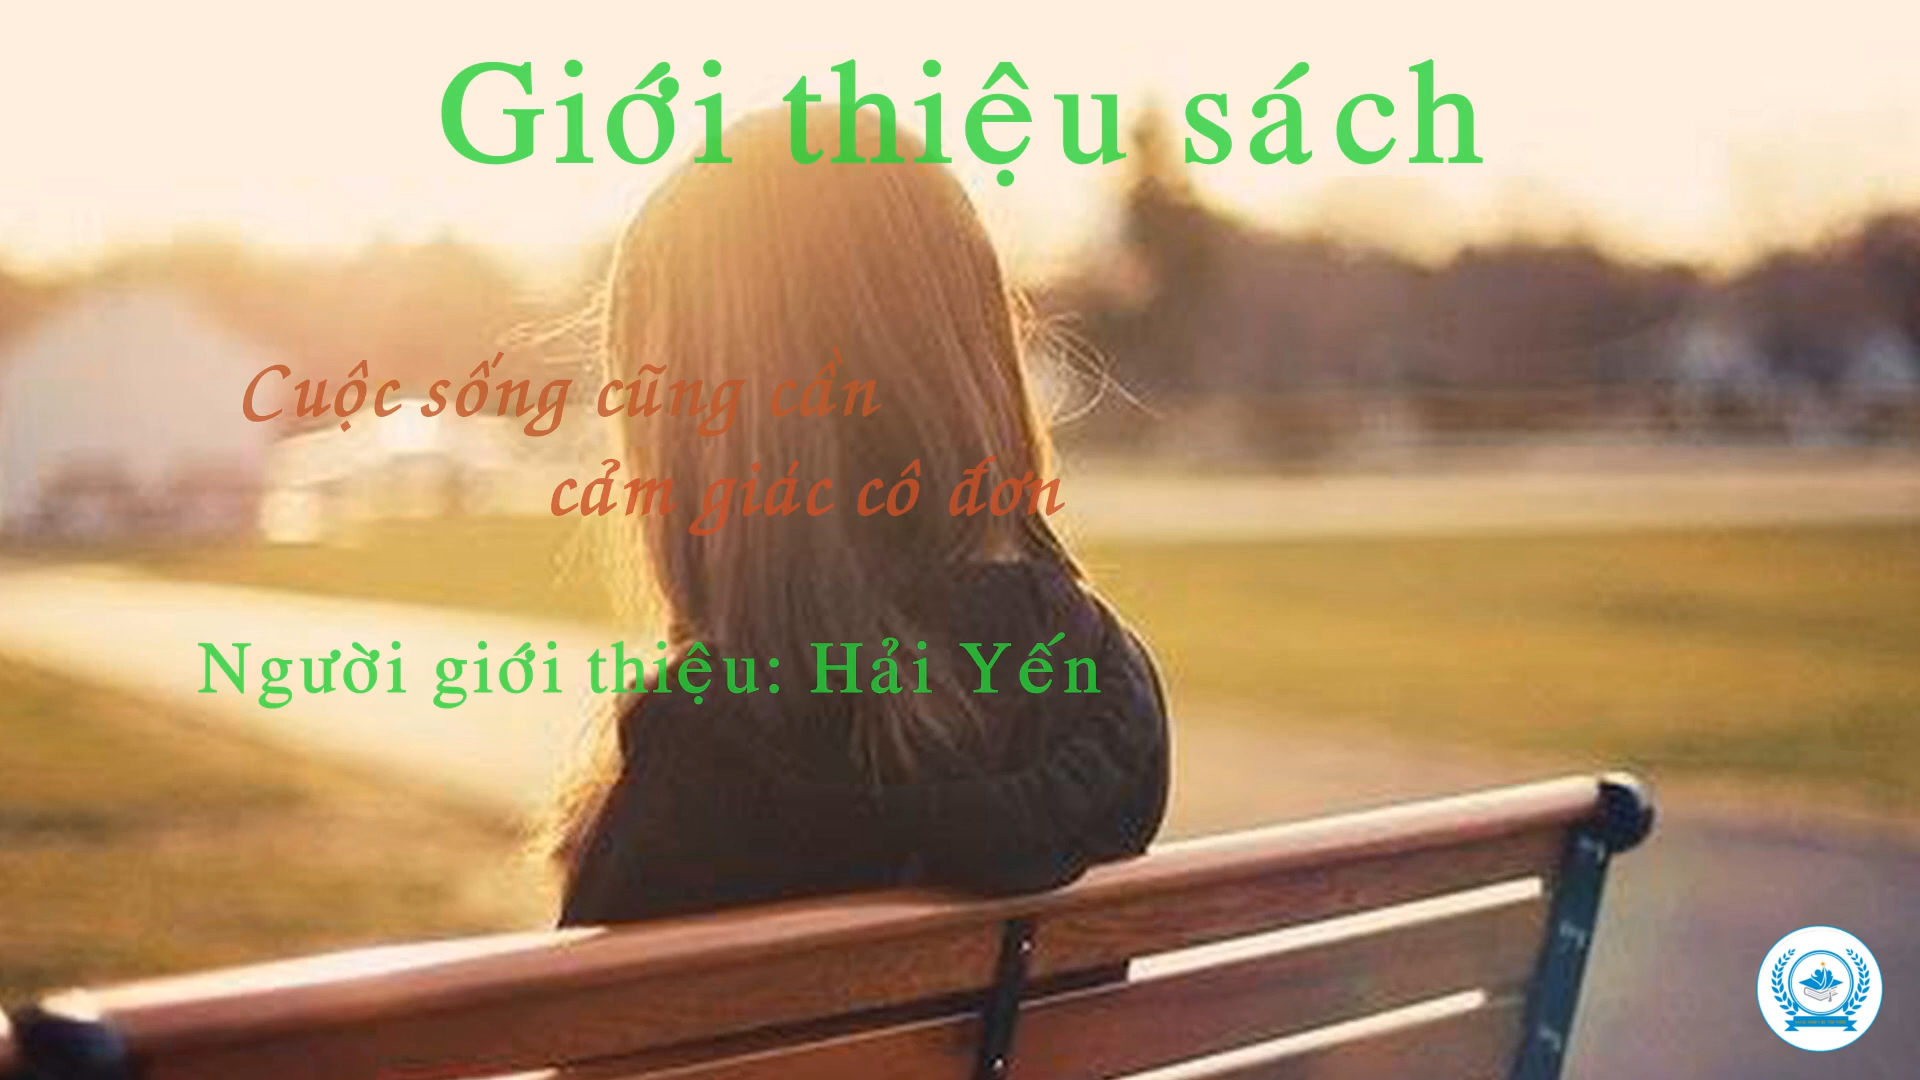 Giới thiệu sách
Cuộc sống cũng cần
cảm giác cô đơn
Người giới thiệu: Hải Yến